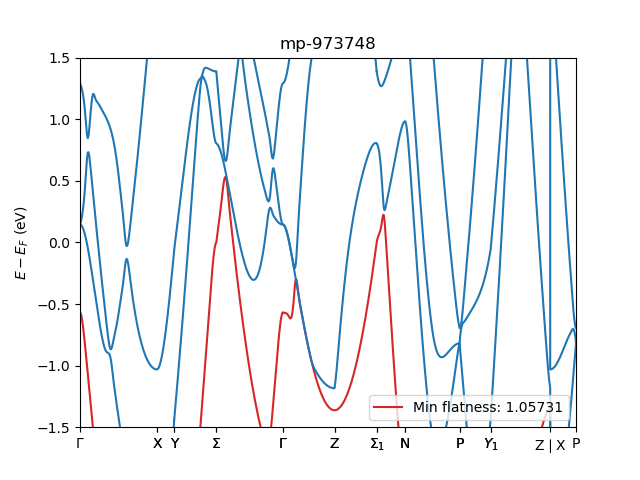 mp-973748
E − E_F (eV)
1.5
1.0
0.5
0.0
−0.5
−1.0
−1.5
Min flatness: 1.05731
Γ X Y Σ Γ Z Σ₁ N P Y₁ Z | X P